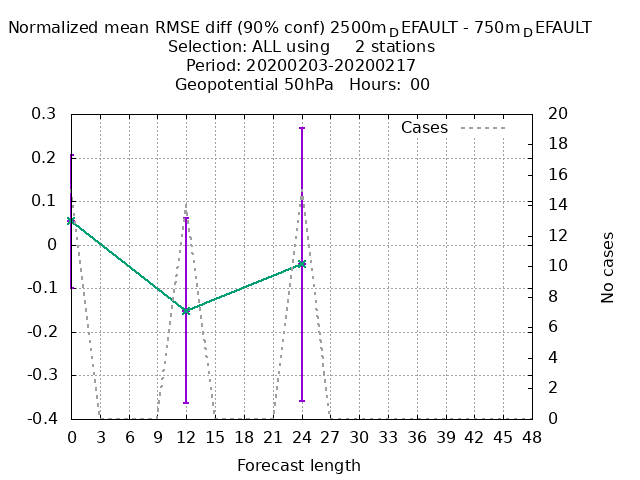 Normalized mean RMSE diff (90% conf) 2500mDEFAULT - 750mDEFAULT
Selection: ALL using 2 stations
Period: 20200203-20200217
Geopotential 50hPa Hours: 00
0.3 20
Cases
18
0.2
16
0.1 14
12
0
10
-0.1
8
-0.2 6
4
-0.3
2
-0.4 0
No cases
0 3 6 9 12 15 18 21 24 27 30 33 36 39 42 45 48
Forecast length